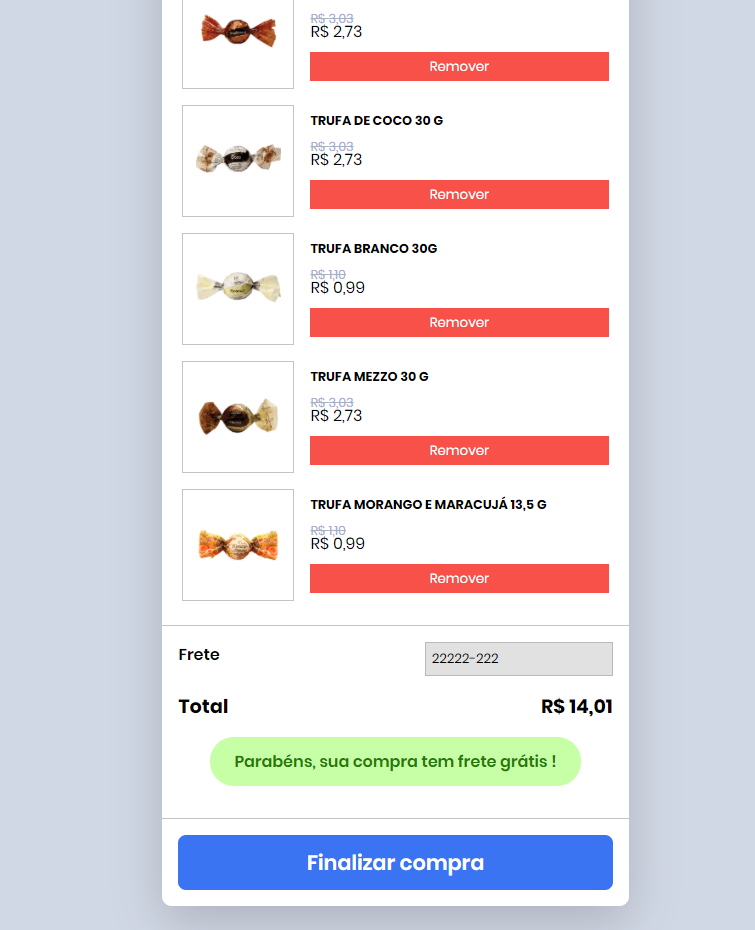 R$ 3,03
R$ 2,73
Remover
TRUFA DE COCO 30 G
R$ 3,03
R$ 2,73
Remover
TRUFA BRANCO 30G
R$ 1,10
R$ 0,99
Remover
TRUFA MEZZO 30 G
R$ 3,03
R$ 2,73
Remover
TRUFA MORANGO E MARACUJÁ 13,5 G
R$ 1,10
R$ 0,99
Remover
Frete
22222-222
Total
R$ 14,01
Parabéns, sua compra tem frete grátis !
Finalizar compra